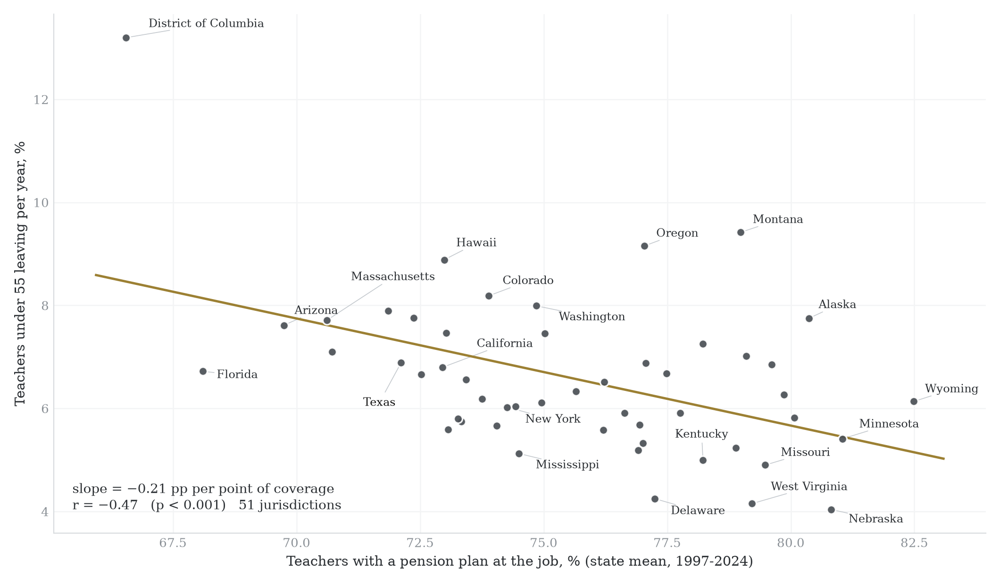 District of Columbia
12
10
8
6
4
Teachers under 55 leaving per year, %
Montana
Oregon
Hawaii
Massachusetts
Colorado
Arizona
Washington
Alaska
California
Florida
Texas
Wyoming
New York
Minnesota
Kentucky
Mississippi
Missouri
West Virginia
Delaware
Nebraska
slope = −0.21 pp per point of coverage
r = −0.47 (p < 0.001) 51 jurisdictions
67.5 70.0 72.5 75.0 77.5 80.0 82.5
Teachers with a pension plan at the job, % (state mean, 1997-2024)